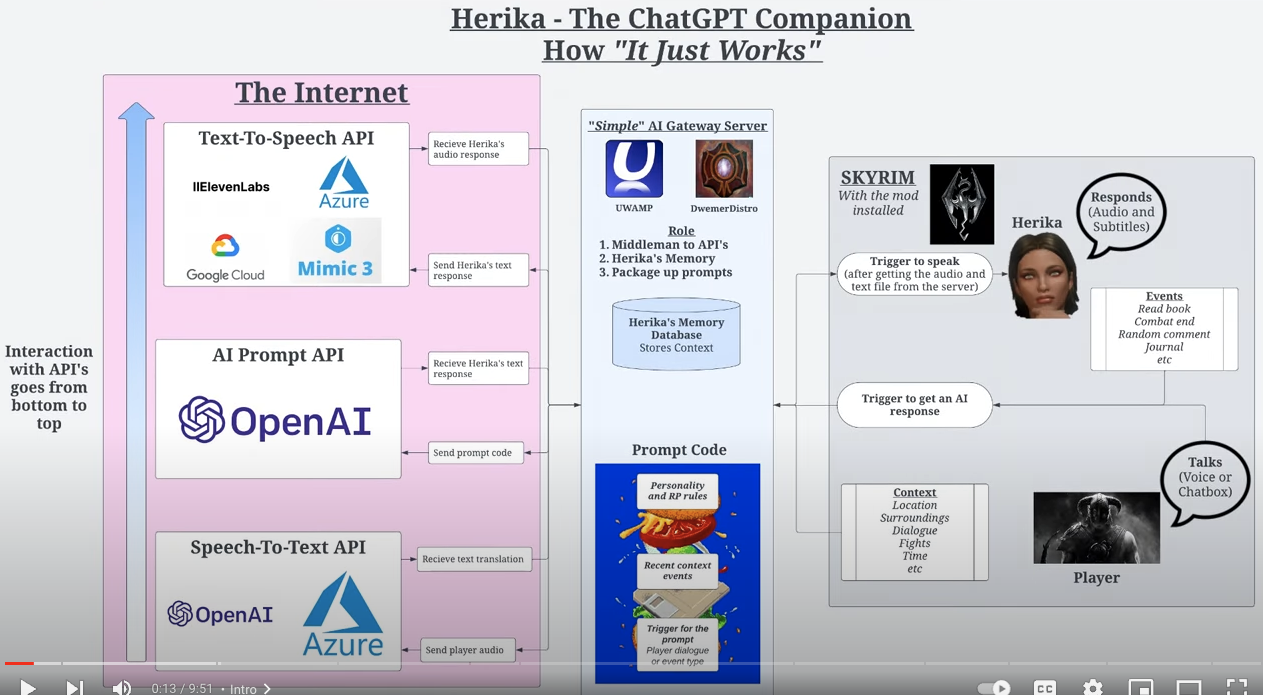 Herika - The ChatGPT Companion
How "It Just Works"
The Internet
Text-To-Speech API
IIElevenLabs
Azure
Google Cloud
Mimic 3
Recieve Herika's
audio response
Send Herika's text
response
Interaction
with API's
goes from
bottom to
top
AI Prompt API
OpenAI
Recieve Herika's text
response
Send prompt code
Speech-To-Text API
OpenAI
Azure
Recieve text translation
Send player audio
"Simple" AI Gateway Server
UWAMP
DwemerDistro
Role
1. Middleman to API's
2. Herika's Memory
3. Package up prompts
Herika's Memory
Database
Stores Context
Prompt Code
Personality
and RP rules
Recent context
events
Trigger for the
prompt
Player dialogue
or event type
SKYRIM
With the mod
installed
Herika
Responds
(Audio and
Subtitles)
Trigger to speak
(after getting the audio and
text file from the server)
Events
Read book
Combat end
Random comment
Journal
etc
Trigger to get an AI
response
Talks
(Voice or
Chatbox)
Context
Location
Surroundings
Dialogue
Fights
Time
etc
Player
0:13 / 9:51 • Intro >
CC